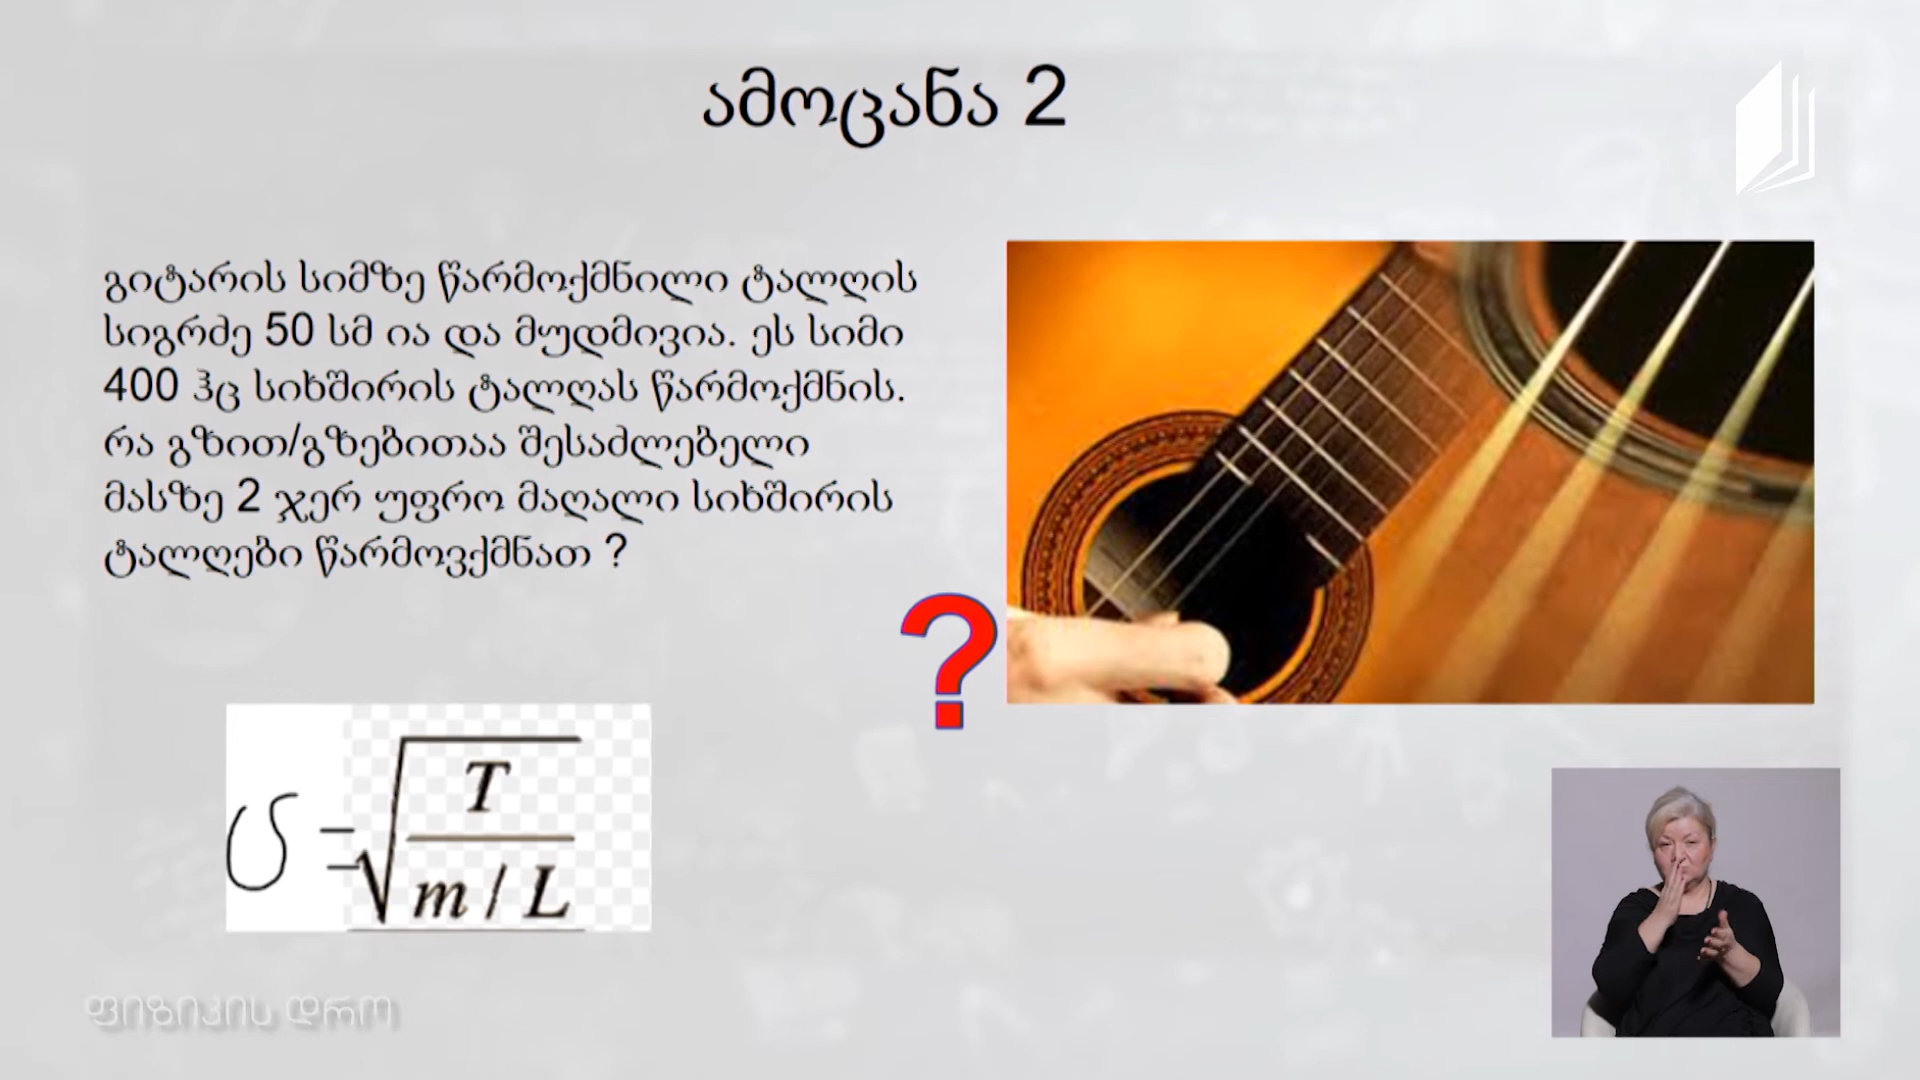 ამოცანა 2
გიტარის სიმზე წარმოქმნილი ტალღის
სიგრძე 50 სმ ია და მუდმივია. ეს სიმი
400 ჰც სიხშირის ტალღას წარმოქმნის.
რა გზით/გზებითაა შესაძლებელი
მასზე 2 ჯერ უფრო მაღალი სიხშირის
ტალღები წარმოვქმნათ ?
?
υ = √ T / (m / L)
ფიზიკის დრო